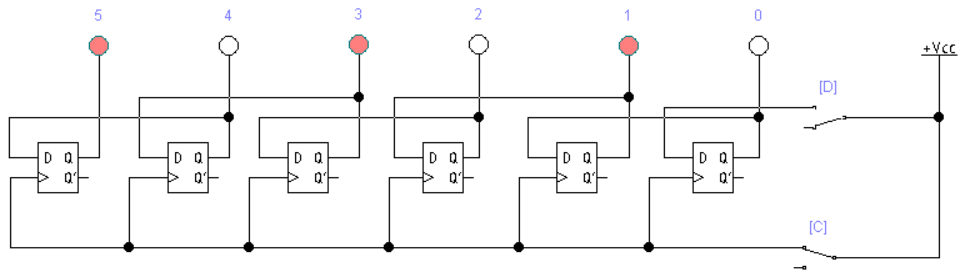 5 4 3 2 1 0
+Vcc
[D]
D Q D Q D Q D Q D Q D Q
Q' Q' Q' Q' Q' Q'
[C]